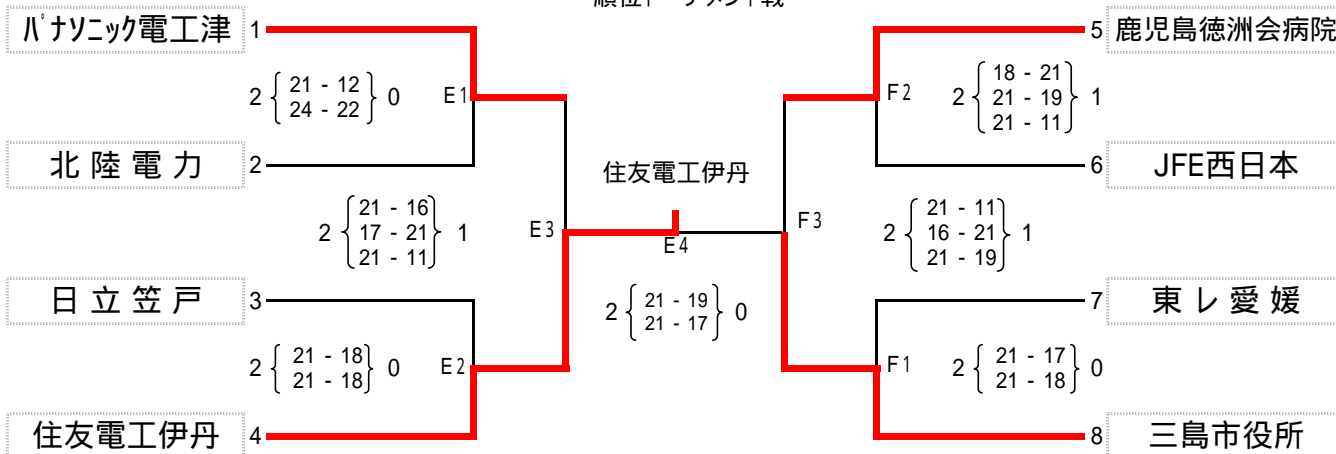 パナソニック電工津 1
5 鹿児島徳洲会病院
2 21 - 12 0
24 - 22
E1
F2
2 18 - 21 1
21 - 19
21 - 11
北陸電力 2
住友電工伊丹
6 JFE西日本
2 21 - 16 1
17 - 21
21 - 11
E3
E4
F3
2 21 - 11 1
16 - 21
21 - 19
日立笠戸 3
2 21 - 19 0
21 - 17
7 東レ愛媛
2 21 - 18 0
21 - 18
E2
F1
2 21 - 17 0
21 - 18
住友電工伊丹 4
8 三島市役所